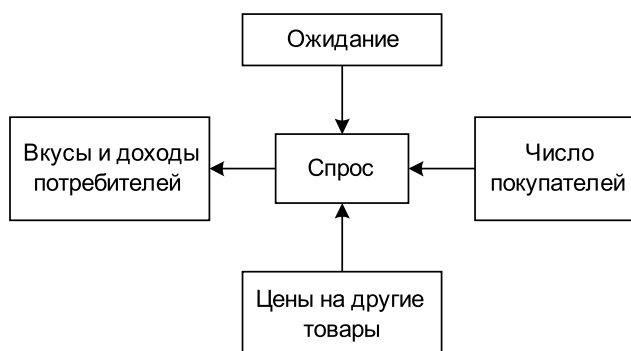 Ожидание
Вкусы и доходы
потребителей
Спрос
Число
покупателей
Цены на другие
товары